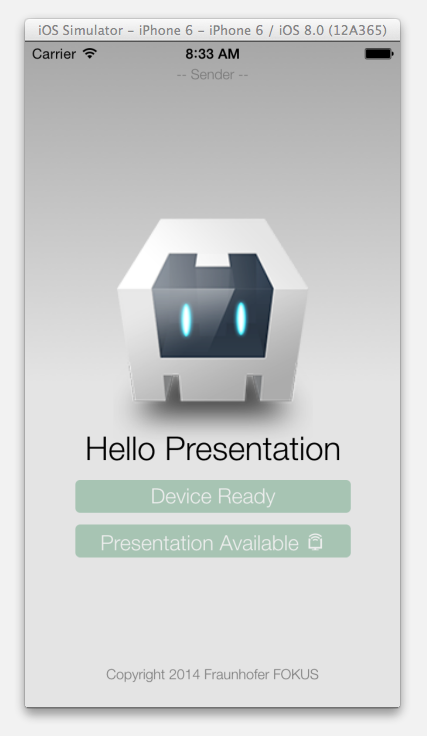 iOS Simulator – iPhone 6 – iPhone 6 / iOS 8.0 (12A365)
Carrier 8:33 AM
-- Sender --
Hello Presentation
Device Ready
Presentation Available
Copyright 2014 Fraunhofer FOKUS